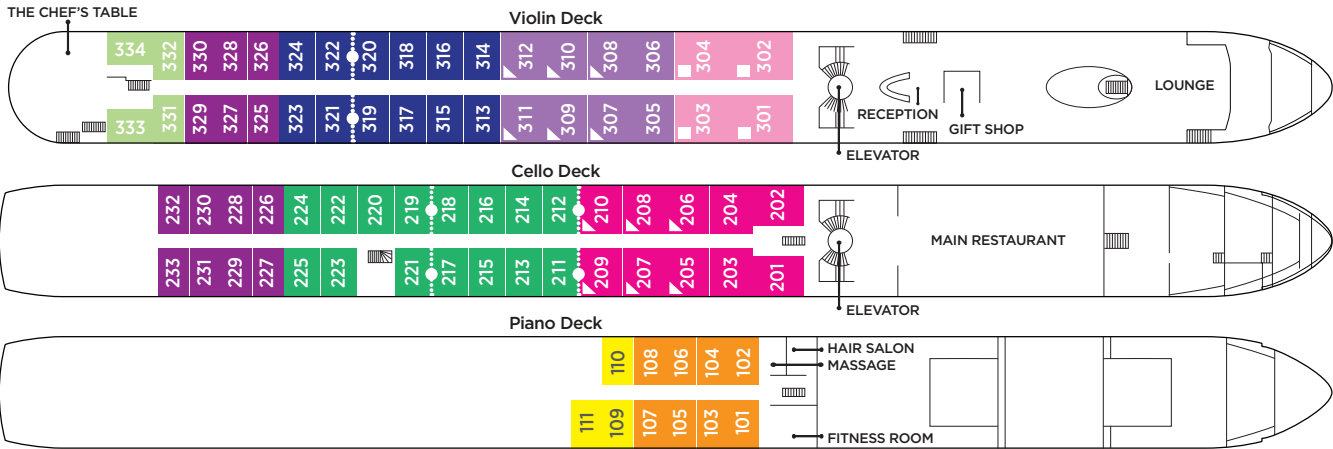 THE CHEF'S TABLE
Violin Deck
334 332 330 328 326 324 322 320 318 316 314 312 310 308 306 304 302
333 331 329 327 325 323 321 319 317 315 313 311 309 307 305 303 301
LOUNGE
RECEPTION
GIFT SHOP
ELEVATOR
Cello Deck
232 230 228 226 224 222 220 219 218 216 214 212 210 208 206 204 202
233 231 229 227 225 223 221 217 215 213 211 209 207 205 203 201
MAIN RESTAURANT
ELEVATOR
Piano Deck
110 108 106 104 102
111 109 107 105 103 101
HAIR SALON
MASSAGE
FITNESS ROOM